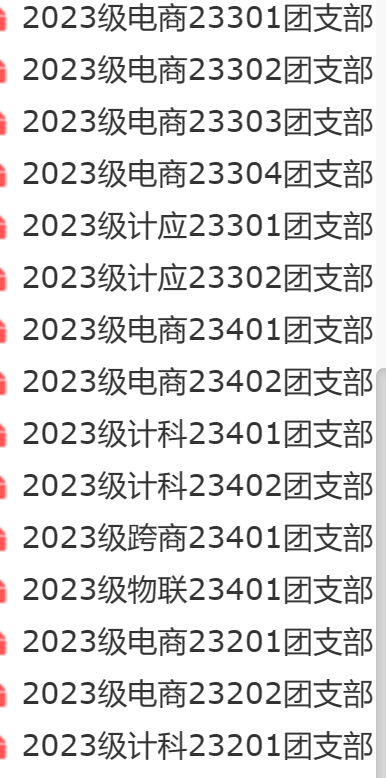 2023级电商23301团支部
2023级电商23302团支部
2023级电商23303团支部
2023级电商23304团支部
2023级计应23301团支部
2023级计应23302团支部
2023级电商23401团支部
2023级电商23402团支部
2023级计科23401团支部
2023级计科23402团支部
2023级跨商23401团支部
2023级物联23401团支部
2023级电商23201团支部
2023级电商23202团支部
2023级计科23201团支部